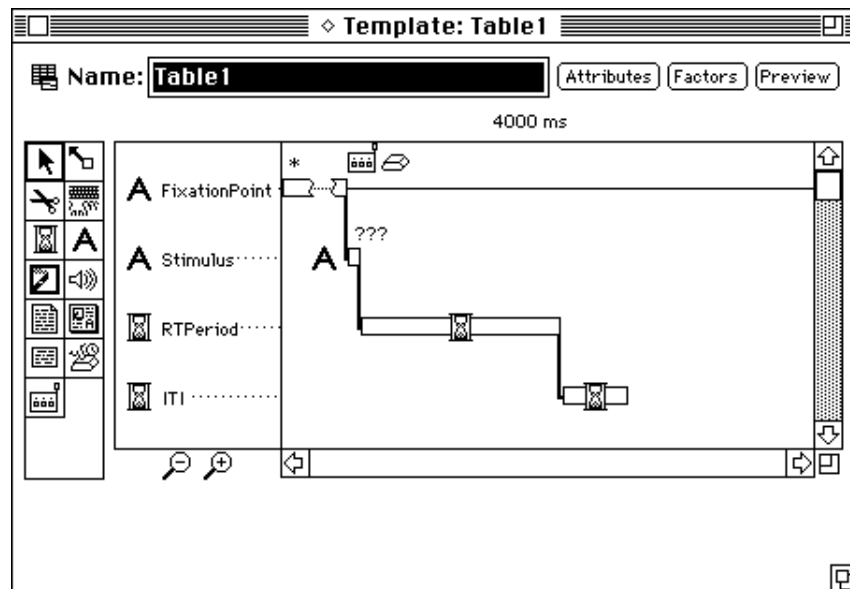 Template: Table1
Name: Table1
Attributes
Factors
Preview
4000 ms
*
A FixationPoint
???
A Stimulus
A
RTPeriod
ITI
A